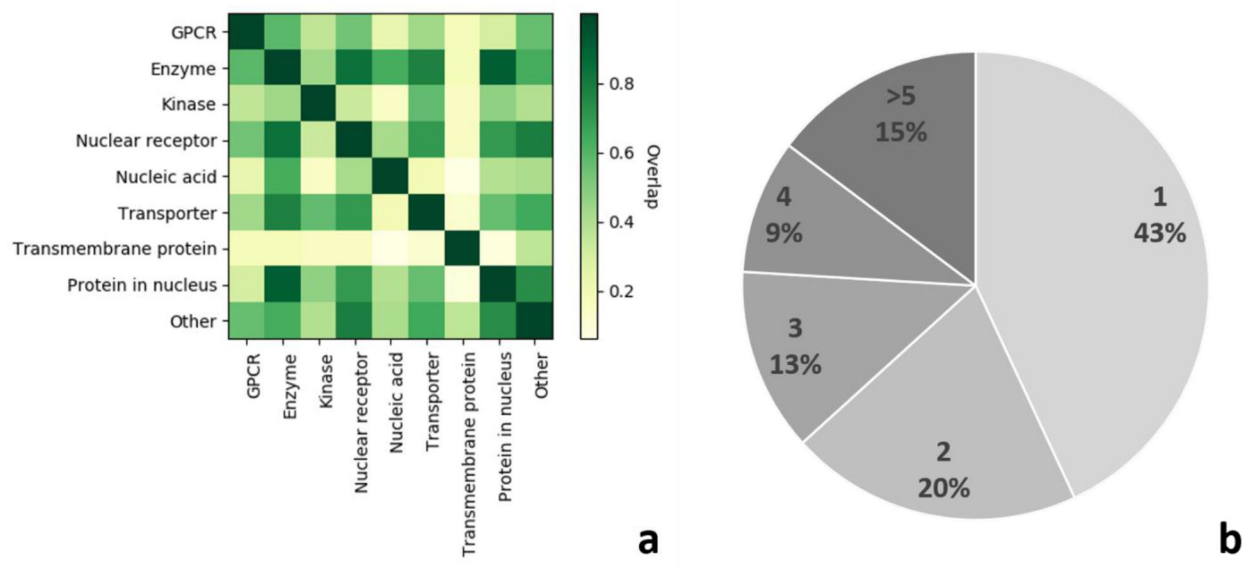 GPCR
Enzyme
Kinase
Nuclear receptor
Nucleic acid
Transporter
Transmembrane protein
Protein in nucleus
Other
GPCR
Enzyme
Kinase
Nuclear receptor
Nucleic acid
Transporter
Transmembrane protein
Protein in nucleus
Other
0.8
0.6
0.4
0.2
Overlap
a
>5
15%
1
43%
4
9%
3
13%
2
20%
b